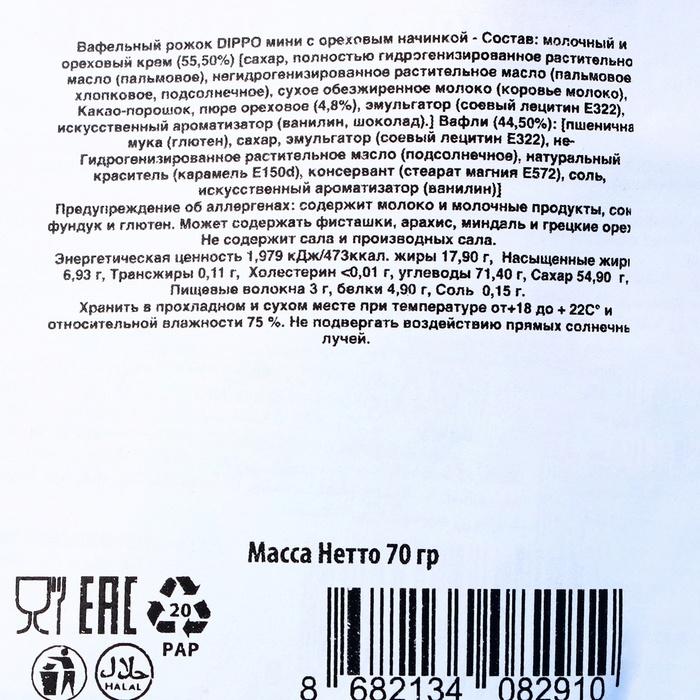 Вафельный рожок DIPPO мини с ореховым начинкой - Состав: молочный и
ореховый крем (55,50%) [сахар, полностью гидрогенизированное растительно
масло (пальмовое), негидрогенизированное растительное масло (пальмовое
хлопковое, подсолнечное), сухое обезжиренное молоко (коровье молоко),
Какао-порошок, пюре ореховое (4,8%), эмульгатор (соевый лецитин E322),
искусственный ароматизатор (ванилин, шоколад).] Вафли (44,50%): [пшенична
мука (глютен), сахар, эмульгатор (соевый лецитин E322), не-
Гидрогенизированное растительное масло (подсолнечное), натуральный
краситель (карамель E150d), консервант (стеарат магния E572), соль,
искусственный ароматизатор (ванилин)]
Предупреждение об аллергенах: содержит молоко и молочные продукты, сок
фундук и глютен. Может содержать фисташки, арахис, миндаль и грецкие орех
Не содержит сала и производных сала.
Энергетическая ценность 1,979 кДж/473ккал. жиры 17,90 г, Насыщенные жиры
6,93 г, Трансжиры 0,11 г, Холестерин <0,01 г, углеводы 71,40 г, Сахар 54,90 г,
Пищевые волокна 3 г, белки 4,90 г, Соль 0,15 г.
Хранить в прохладном и сухом месте при температуре от+18 до + 22С° и
относительной влажности 75 %. Не подвергать воздействию прямых солнечнь
лучей.
Масса Нетто 70 гр
EAC
20
PAP
حلال
HALAL
8 682134 082910